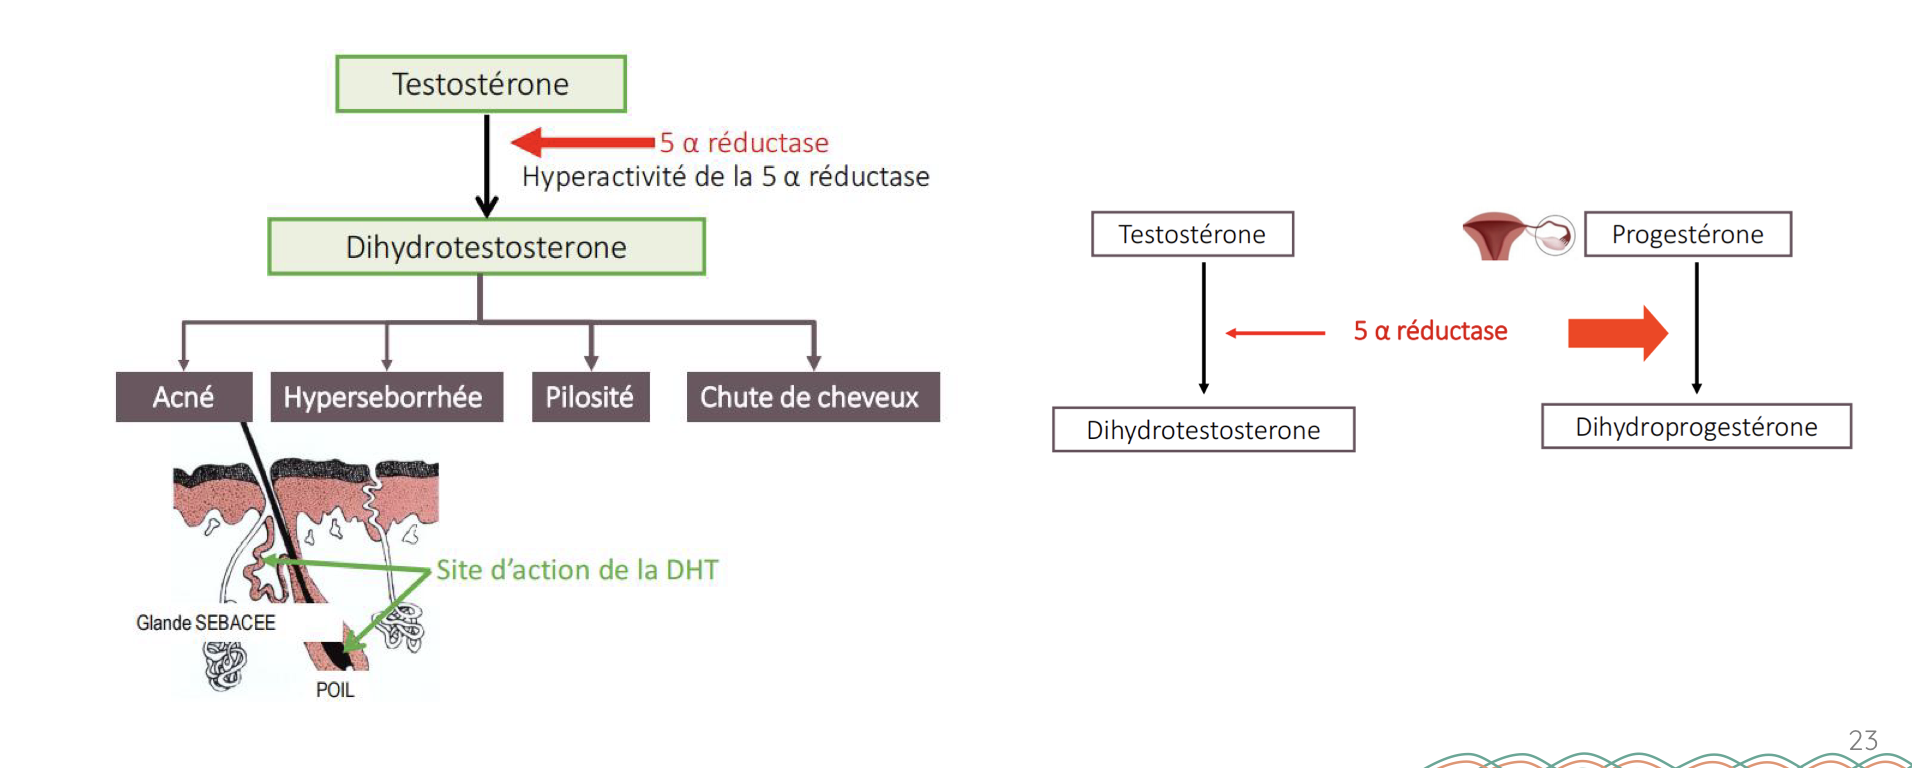 Testostérone
5 α réductase
Hyperactivité de la 5 α réductase
Dihydrotestosterone
Acné
Hyperseborrhée
Pilosité
Chute de cheveux
Site d’action de la DHT
Glande SEBACEE
POIL
Testostérone
Progestérone
5 α réductase
Dihydrotestosterone
Dihydroprogestérone
23